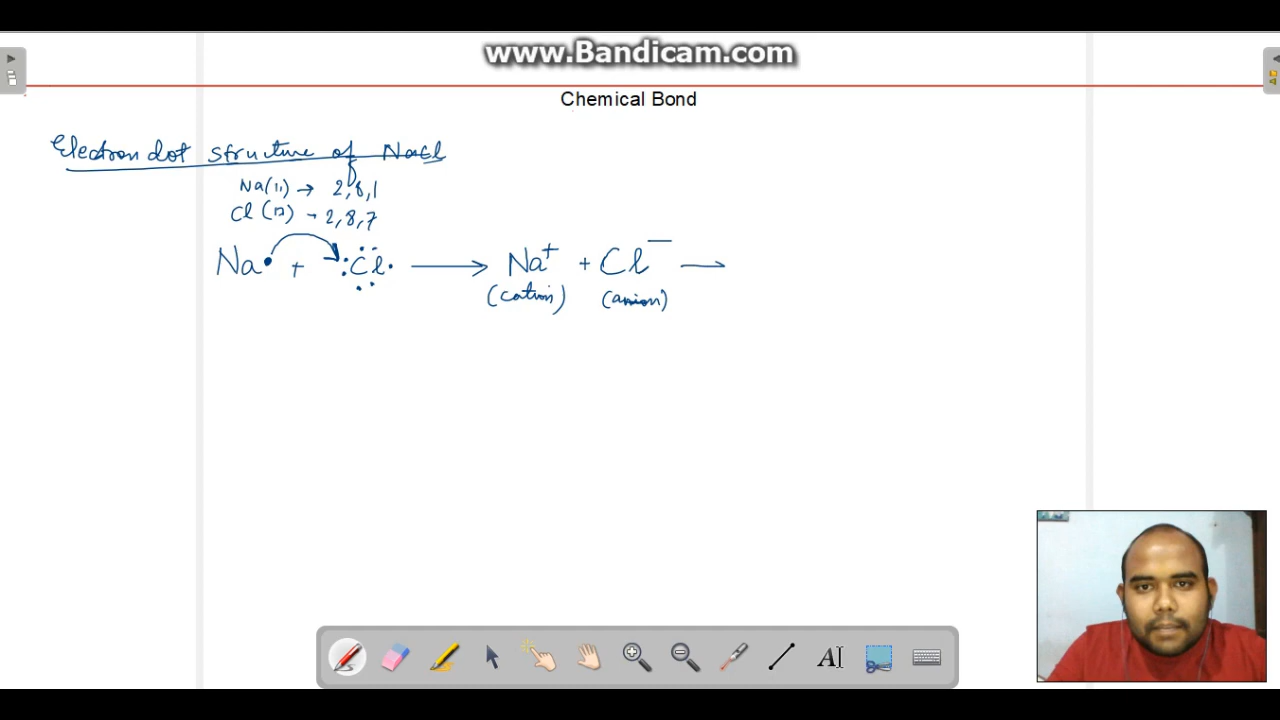 www.Bandicam.com
Chemical Bond
Electron dot structure of NaCl
Na(11) → 2,8,1
Cl (17) → 2,8,7
Na• + :Cl• → Na⁺ + Cl⁻ →
(cation) (anion)
AI